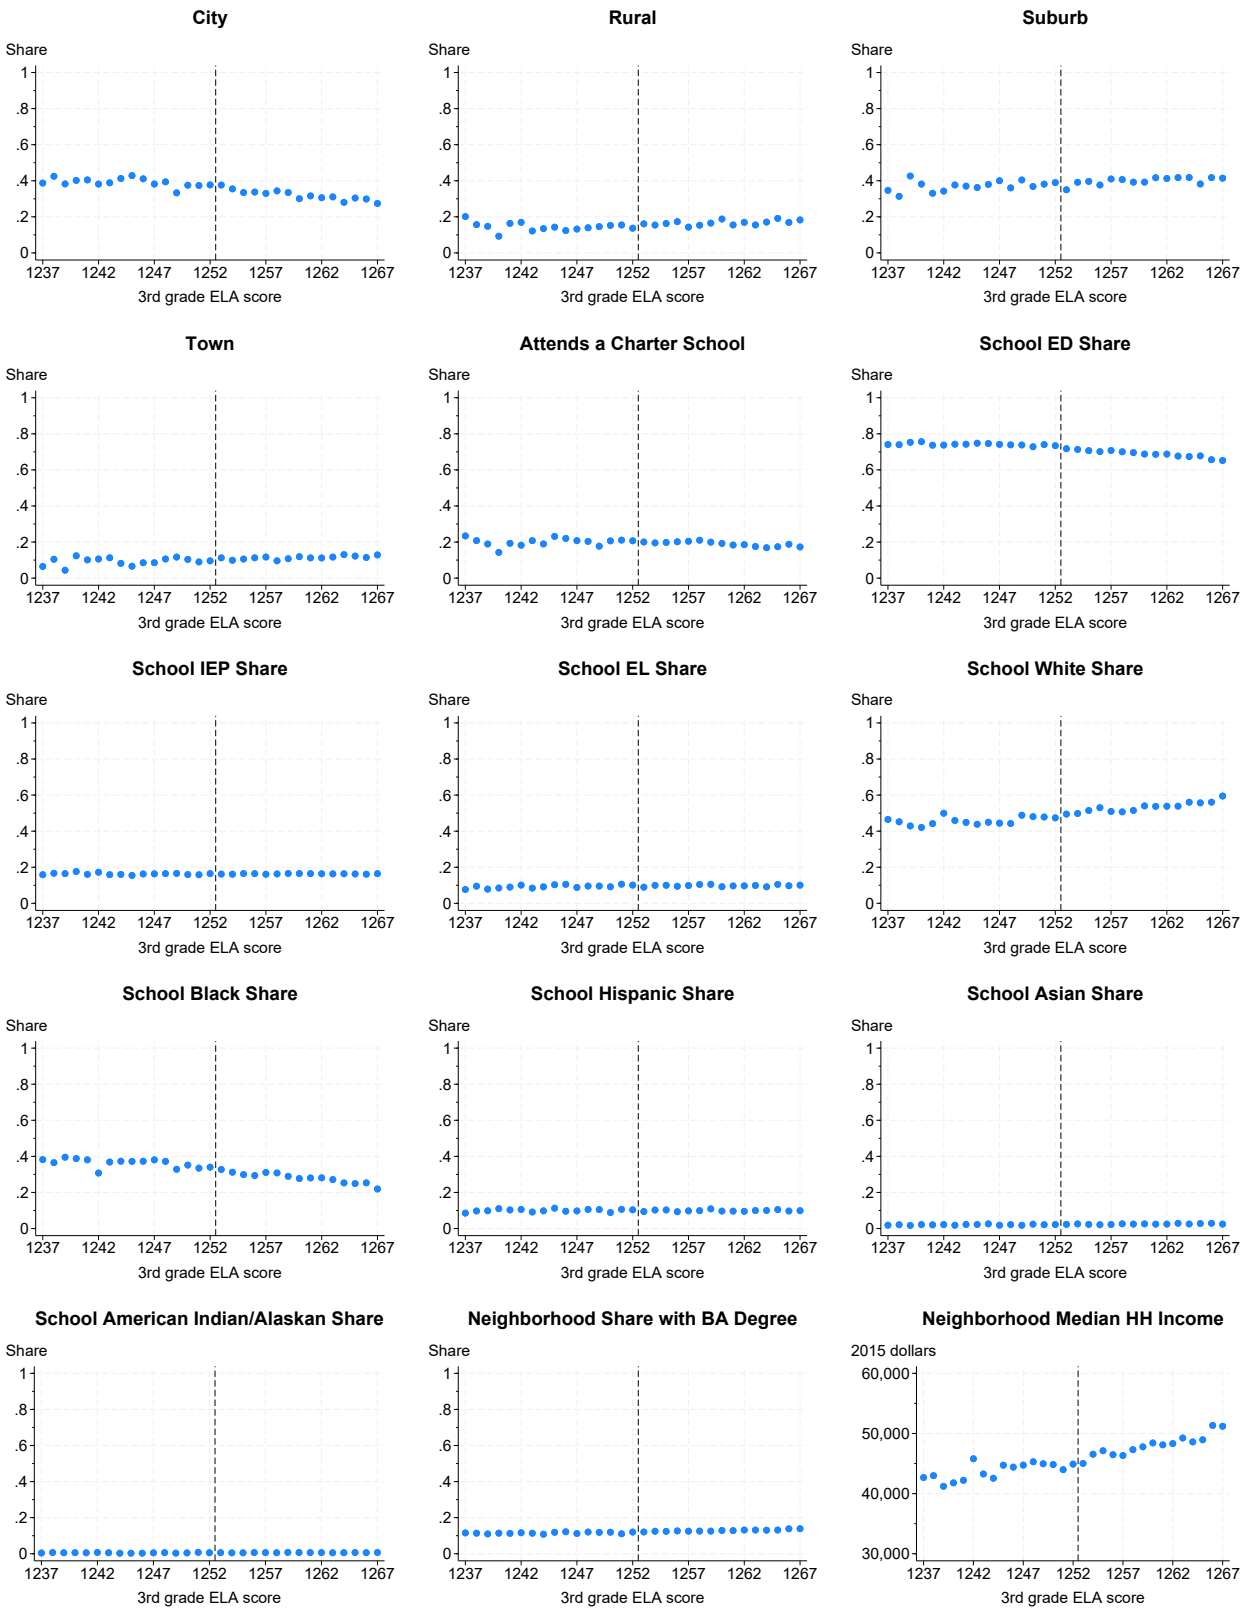 City
Share
1
.8
.6
.4
.2
0
1237 1242 1247 1252 1257 1262 1267
3rd grade ELA score
Rural
Share
1
.8
.6
.4
.2
0
1237 1242 1247 1252 1257 1262 1267
3rd grade ELA score
Suburb
Share
1
.8
.6
.4
.2
0
1237 1242 1247 1252 1257 1262 1267
3rd grade ELA score
Town
Share
1
.8
.6
.4
.2
0
1237 1242 1247 1252 1257 1262 1267
3rd grade ELA score
Attends a Charter School
Share
1
.8
.6
.4
.2
0
1237 1242 1247 1252 1257 1262 1267
3rd grade ELA score
School ED Share
Share
1
.8
.6
.4
.2
0
1237 1242 1247 1252 1257 1262 1267
3rd grade ELA score
School IEP Share
Share
1
.8
.6
.4
.2
0
1237 1242 1247 1252 1257 1262 1267
3rd grade ELA score
School EL Share
Share
1
.8
.6
.4
.2
0
1237 1242 1247 1252 1257 1262 1267
3rd grade ELA score
School White Share
Share
1
.8
.6
.4
.2
0
1237 1242 1247 1252 1257 1262 1267
3rd grade ELA score
School Black Share
Share
1
.8
.6
.4
.2
0
1237 1242 1247 1252 1257 1262 1267
3rd grade ELA score
School Hispanic Share
Share
1
.8
.6
.4
.2
0
1237 1242 1247 1252 1257 1262 1267
3rd grade ELA score
School Asian Share
Share
1
.8
.6
.4
.2
0
1237 1242 1247 1252 1257 1262 1267
3rd grade ELA score
School American Indian/Alaskan Share
Share
1
.8
.6
.4
.2
0
1237 1242 1247 1252 1257 1262 1267
3rd grade ELA score
Neighborhood Share with BA Degree
Share
1
.8
.6
.4
.2
0
1237 1242 1247 1252 1257 1262 1267
3rd grade ELA score
Neighborhood Median HH Income
2015 dollars
60,000
50,000
40,000
30,000
1237 1242 1247 1252 1257 1262 1267
3rd grade ELA score